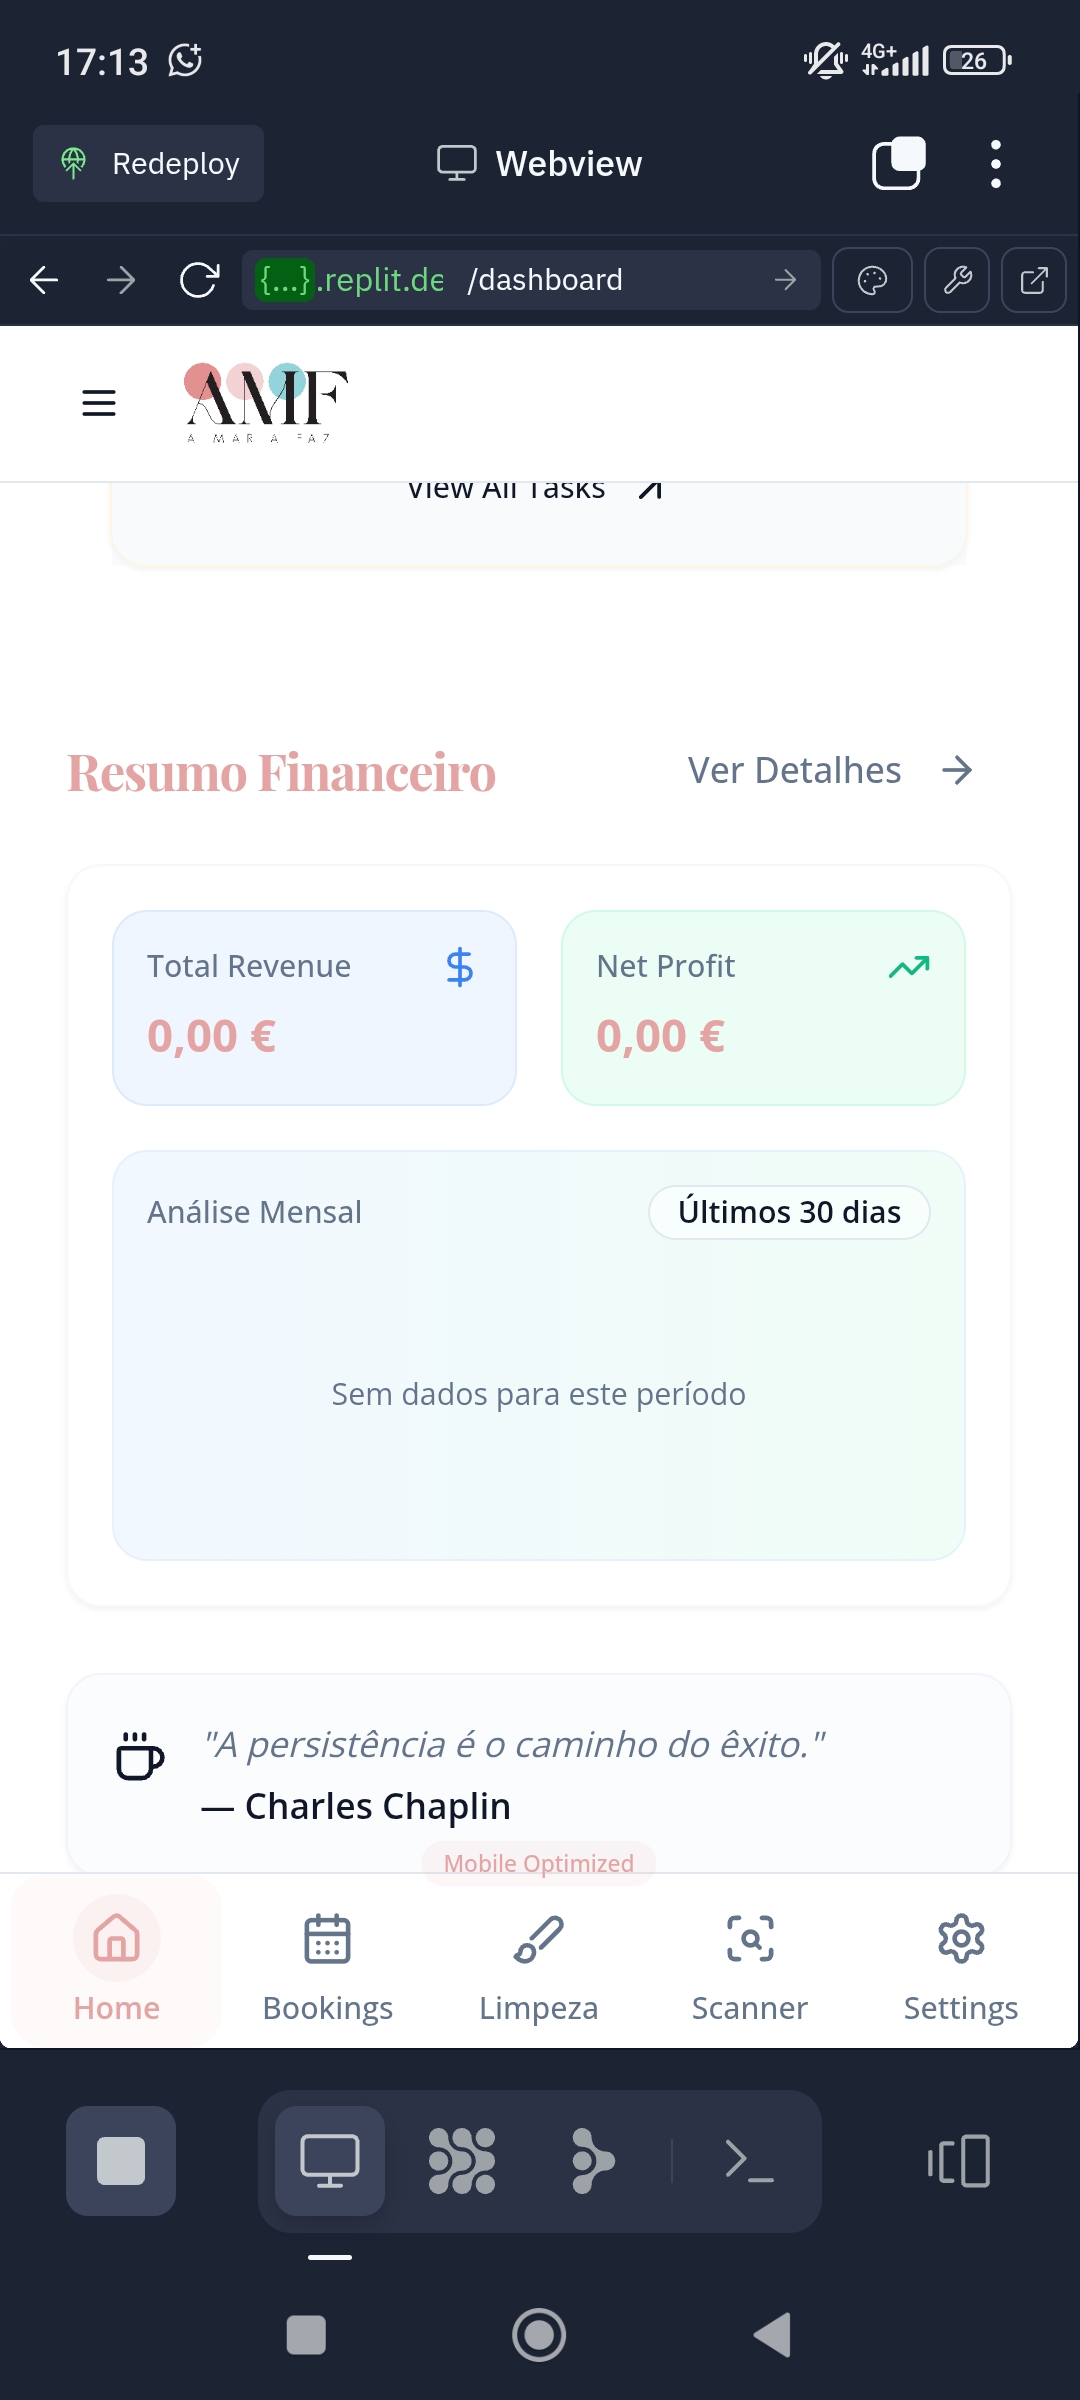 17:13
4G+
26
Redeploy
Webview
{...}.replit.de /dashboard
AMF
A MAR A FAZ
View All Tasks
Resumo Financeiro
Ver Detalhes
Total Revenue
0,00 €
Net Profit
0,00 €
Análise Mensal
Últimos 30 dias
Sem dados para este período
"A persistência é o caminho do êxito."
— Charles Chaplin
Mobile Optimized
Home
Bookings
Limpeza
Scanner
Settings